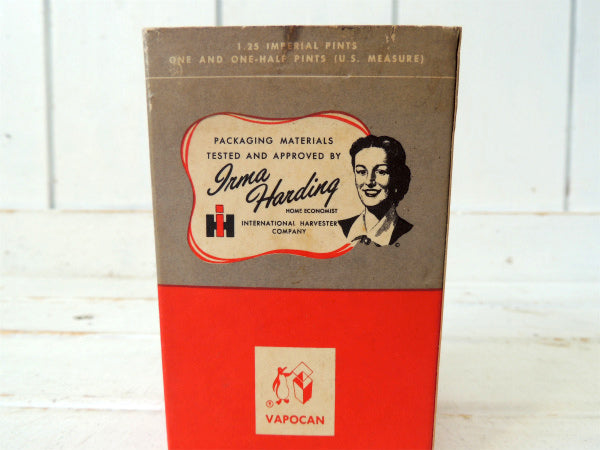 1.25 IMPERIAL PINTS
ONE AND ONE-HALF PINTS (U.S. MEASURE)
PACKAGING MATERIALS
TESTED AND APPROVED BY
Irma
Harding
HOME ECONOMIST
IH
INTERNATIONAL HARVESTER
COMPANY
©
®
VAPOCAN